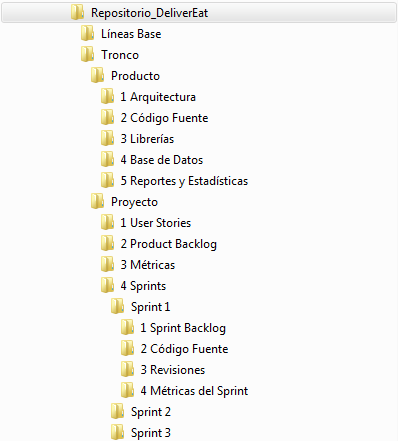 Repositorio_DeliverEat
Líneas Base
Tronco
Producto
1 Arquitectura
2 Código Fuente
3 Librerías
4 Base de Datos
5 Reportes y Estadísticas
Proyecto
1 User Stories
2 Product Backlog
3 Métricas
4 Sprints
Sprint 1
1 Sprint Backlog
2 Código Fuente
3 Revisiones
4 Métricas del Sprint
Sprint 2
Sprint 3